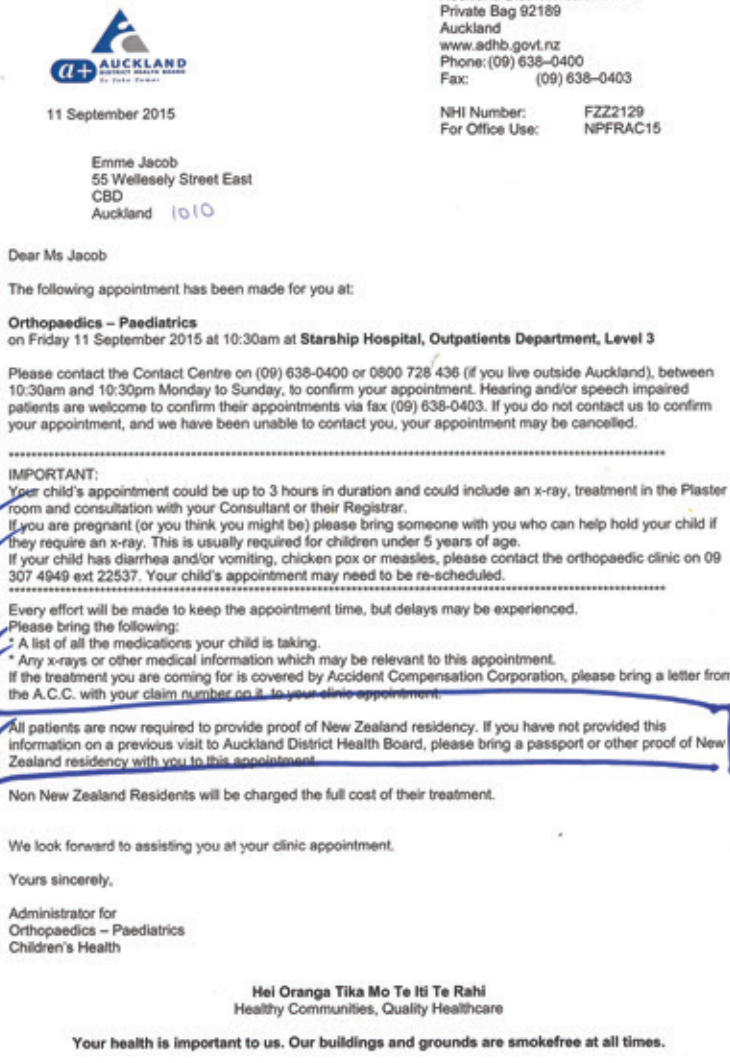 Private Bag 92189
Auckland
www.adhb.govt.nz
Phone: (09) 638–0400
Fax: (09) 638–0403
NHI Number: FZZ2129
For Office Use: NPFRAC15
a+ AUCKLAND
DISTRICT HEALTH BOARD
Te Toka Tumai
11 September 2015
Emme Jacob
55 Wellesely Street East
CBD
Auckland 1010
Dear Ms Jacob
The following appointment has been made for you at:
Orthopaedics – Paediatrics
on Friday 11 September 2015 at 10:30am at Starship Hospital, Outpatients Department, Level 3
Please contact the Contact Centre on (09) 638-0400 or 0800 728 436 (if you live outside Auckland), between
10:30am and 10:30pm Monday to Sunday, to confirm your appointment. Hearing and/or speech impaired
patients are welcome to confirm their appointments via fax (09) 638-0403. If you do not contact us to confirm
your appointment, and we have been unable to contact you, your appointment may be cancelled.
IMPORTANT:
Your child's appointment could be up to 3 hours in duration and could include an x-ray, treatment in the Plaster
room and consultation with your Consultant or their Registrar.
If you are pregnant (or you think you might be) please bring someone with you who can help hold your child if
they require an x-ray. This is usually required for children under 5 years of age.
If your child has diarrhea and/or vomiting, chicken pox or measles, please contact the orthopaedic clinic on 09
307 4949 ext 22537. Your child's appointment may need to be re-scheduled.
Every effort will be made to keep the appointment time, but delays may be experienced.
Please bring the following:
* A list of all the medications your child is taking.
* Any x-rays or other medical information which may be relevant to this appointment.
If the treatment you are coming for is covered by Accident Compensation Corporation, please bring a letter from
the A.C.C. with your claim number on it, to your clinic appointment.
All patients are now required to provide proof of New Zealand residency. If you have not provided this
information on a previous visit to Auckland District Health Board, please bring a passport or other proof of New
Zealand residency with you to this appointment.
Non New Zealand Residents will be charged the full cost of their treatment.
We look forward to assisting you at your clinic appointment.
Yours sincerely,
Administrator for
Orthopaedics – Paediatrics
Children's Health
Hei Oranga Tika Mo Te Iti Te Rahi
Healthy Communities, Quality Healthcare
Your health is important to us. Our buildings and grounds are smokefree at all times.